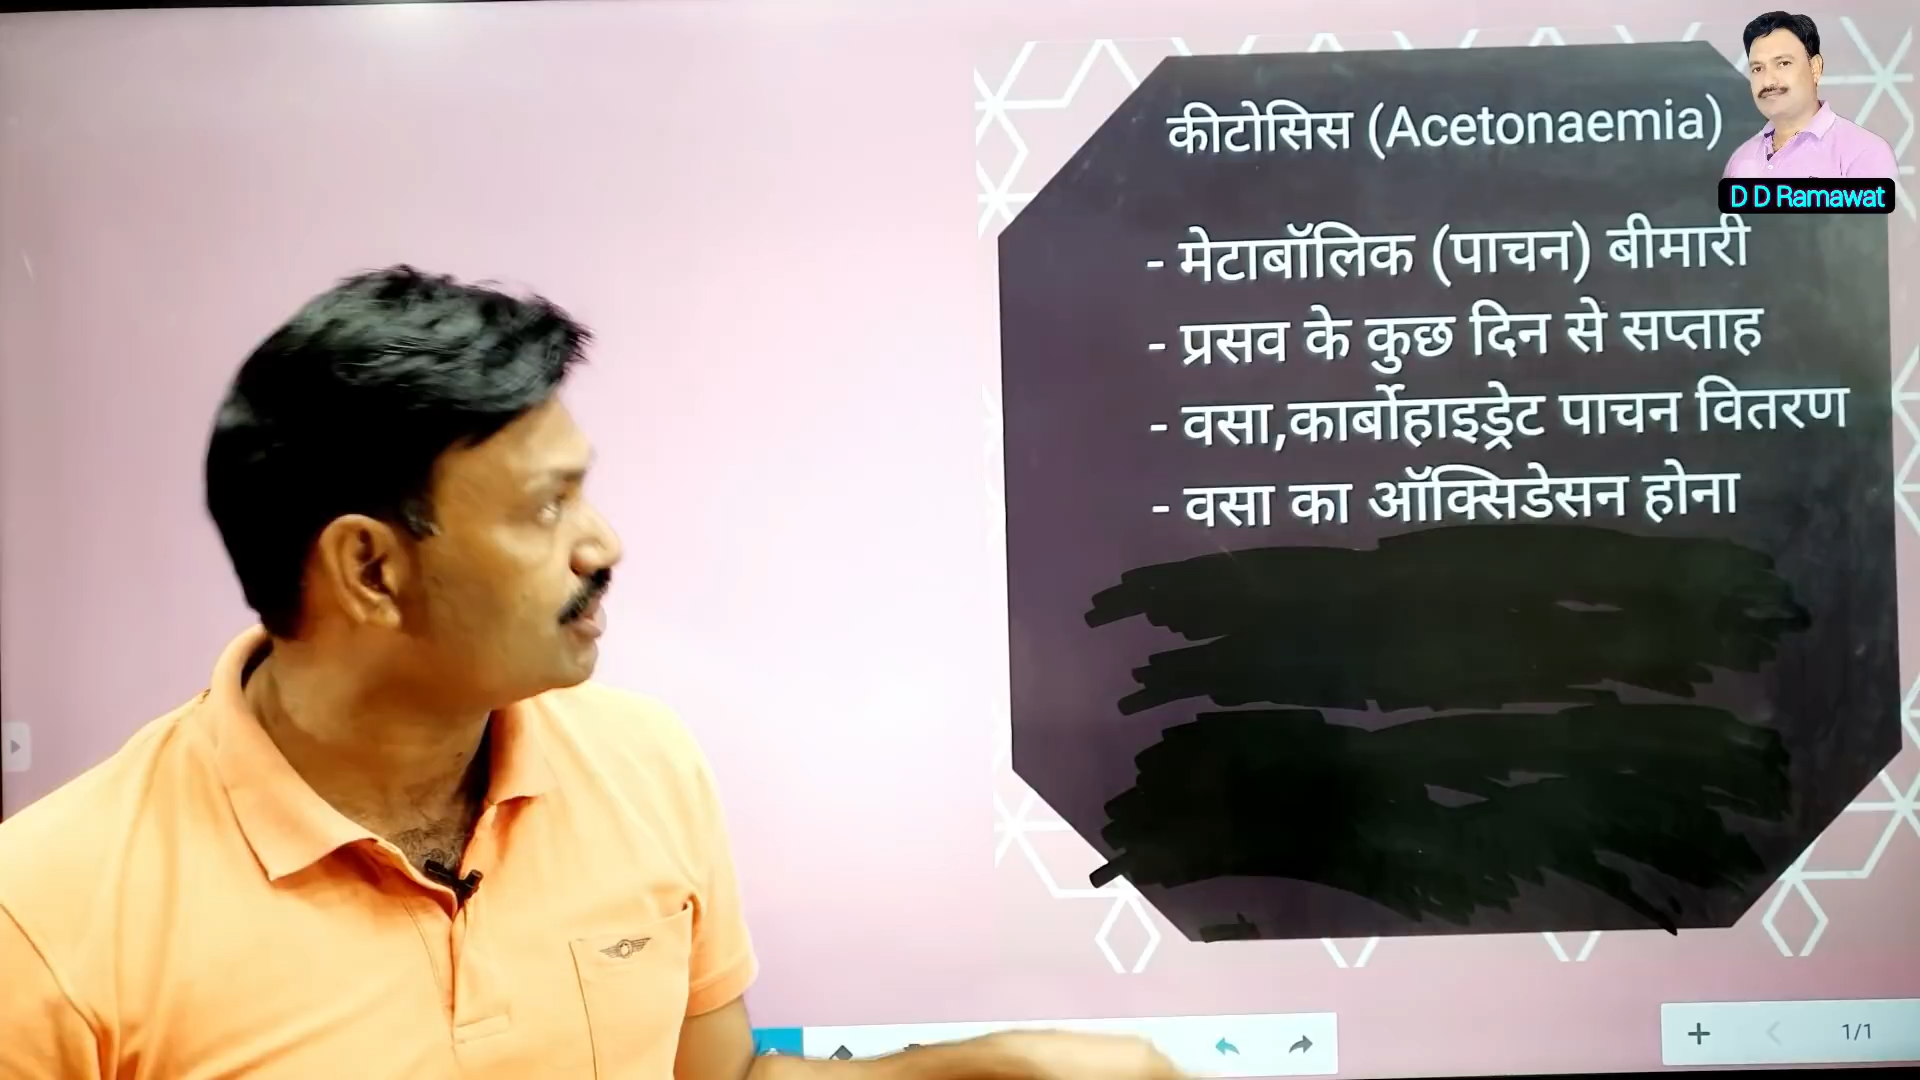 कीटोसिस (Acetonaemia)
D D Ramawat
- मेटाबॉलिक (पाचन) बीमारी
- प्रसव के कुछ दिन से सप्ताह
- वसा,कार्बोहाइड्रेट पाचन वितरण
- वसा का ऑक्सिडेसन होना
1/1